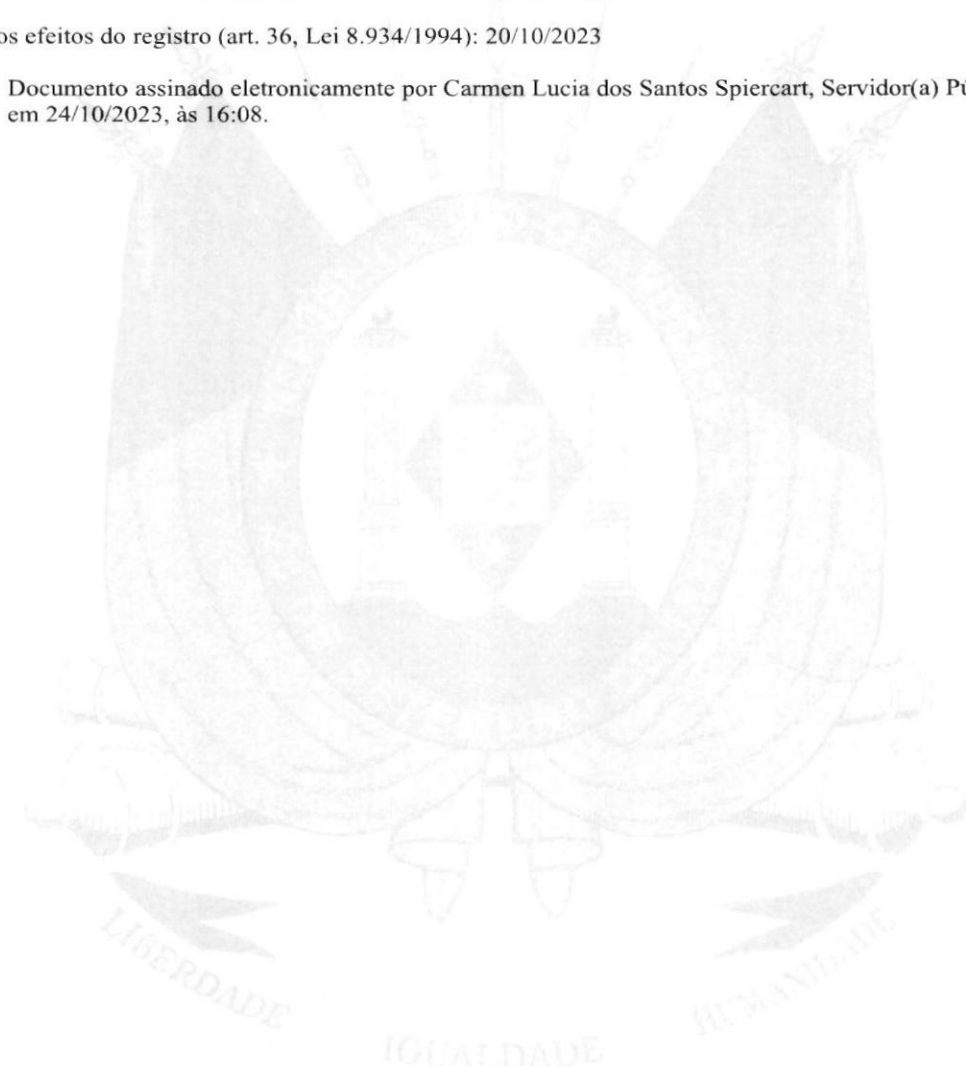 os efeitos do registro (art. 36, Lei 8.934/1994): 20/10/2023
Documento assinado eletronicamente por Carmen Lucia dos Santos Spiercart, Servidor(a) Pú
em 24/10/2023, às 16:08.
LIBERDADE
IGUALDADE
HUMANIDADE